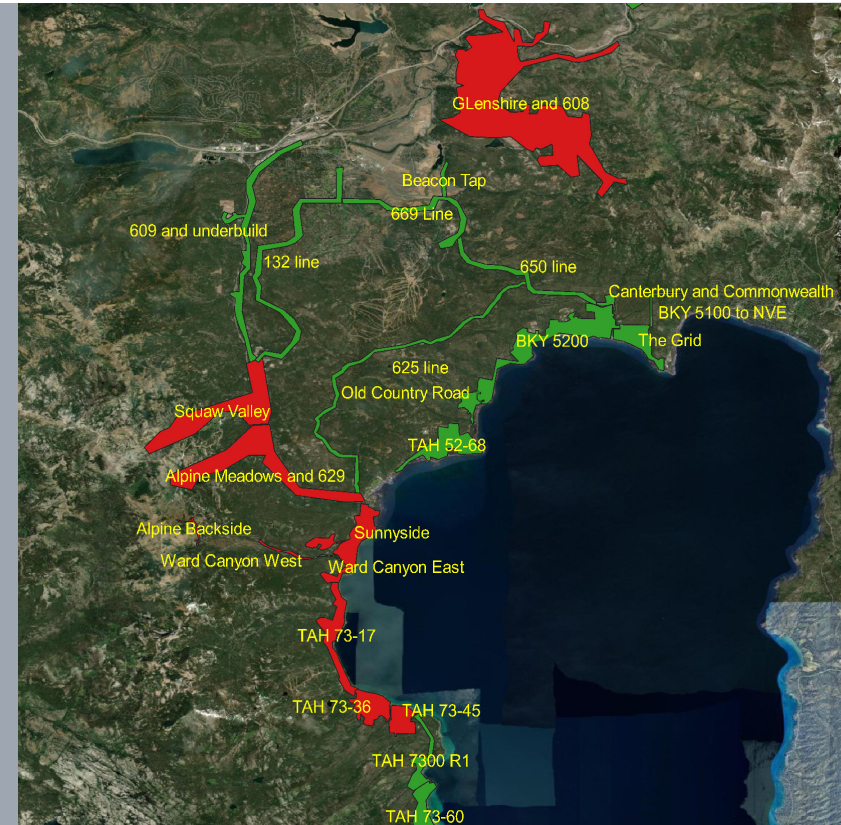 GLenshire and 608
Beacon Tap
669 Line
609 and underbuild
132 line
650 line
Canterbury and Commonwealth
BKY 5100 to NVE
BKY 5200
The Grid
625 line
Old Country Road
Squaw Valley
TAH 52-68
Alpine Meadows and 629
Alpine Backside
Sunnyside
Ward Canyon West
Ward Canyon East
TAH 73-17
TAH 73-36
TAH 73-45
TAH 7300 R1
TAH 73-60